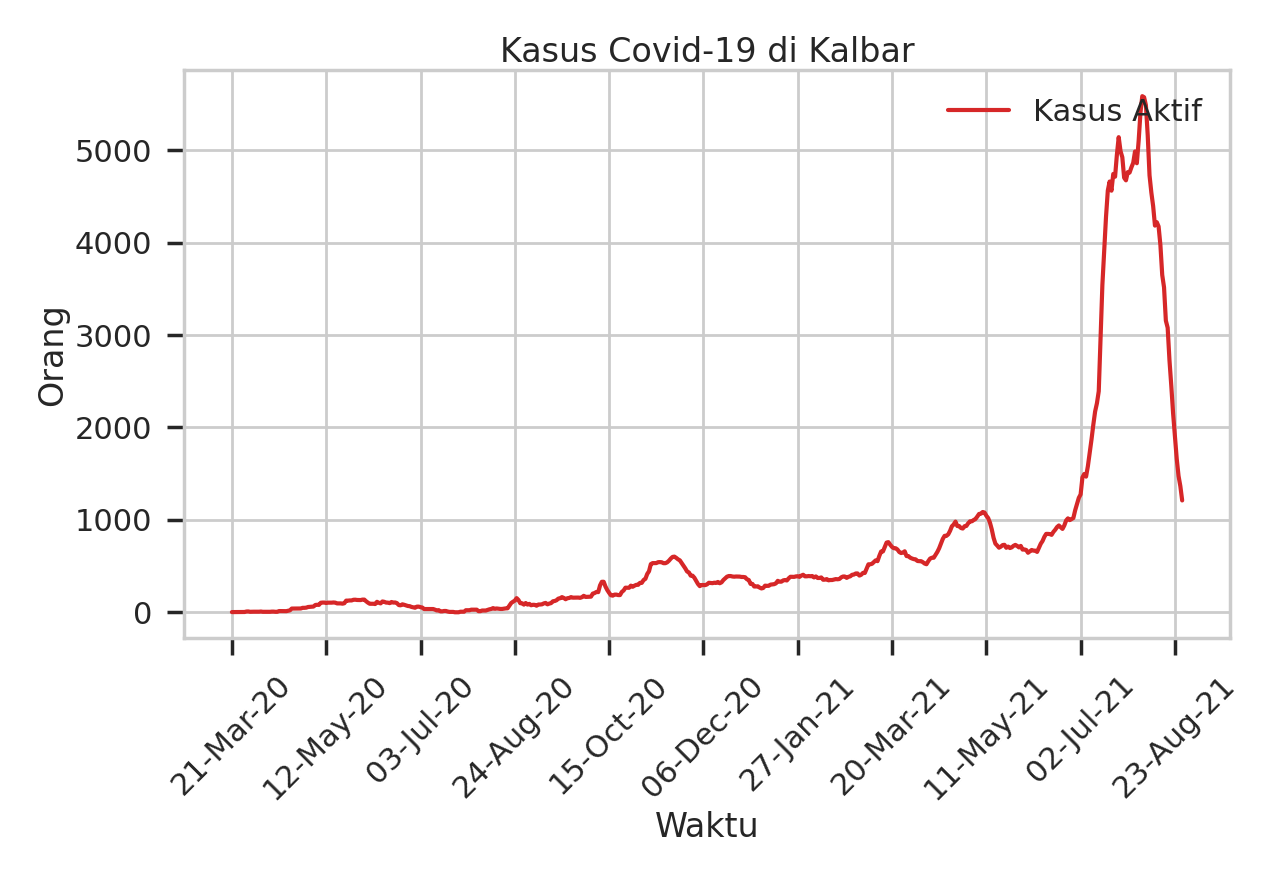 Kasus Covid-19 di Kalbar
Kasus Aktif
Orang
5000
4000
3000
2000
1000
0
21-Mar-20
12-May-20
03-Jul-20
24-Aug-20
15-Oct-20
06-Dec-20
27-Jan-21
20-Mar-21
11-May-21
02-Jul-21
23-Aug-21
Waktu